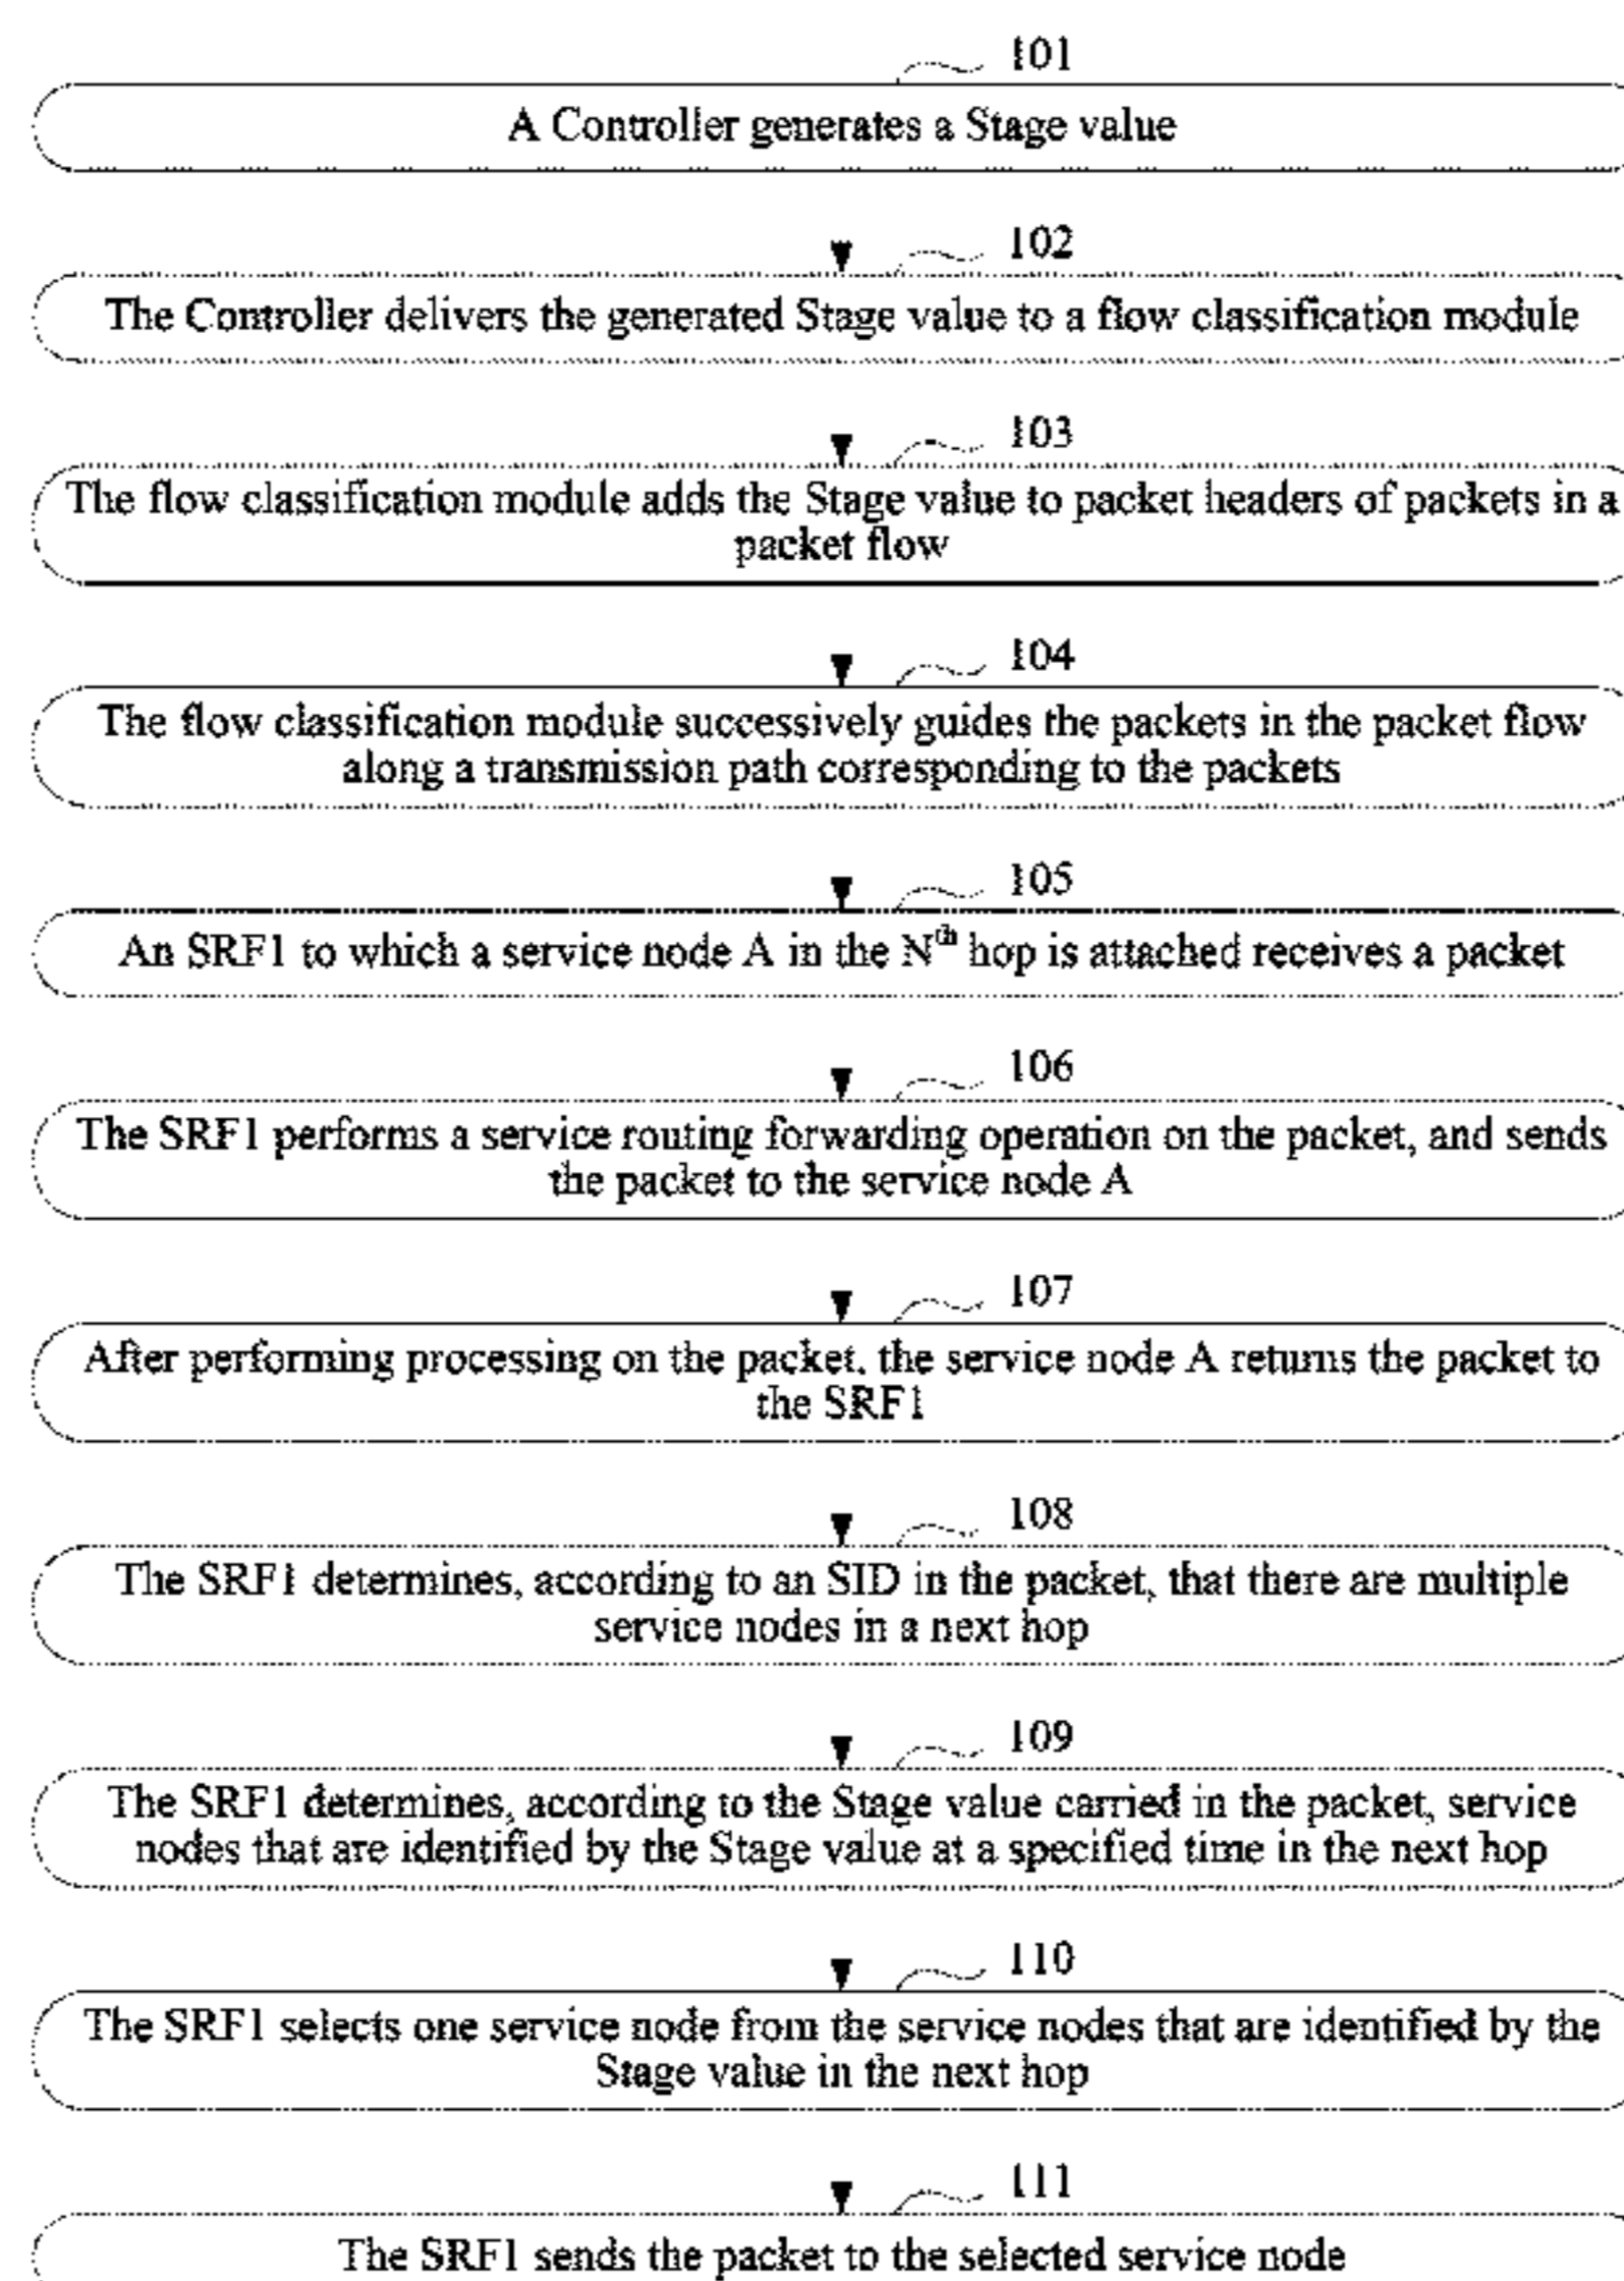 101
A Controller generates a Stage value
102
The Controller delivers the generated Stage value to a flow classification module
103
The flow classification module adds the Stage value to packet headers of packets in a
packet flow
104
The flow classification module successively guides the packets in the packet flow
along a transmission path corresponding to the packets
105
An SRF1 to which a service node A in the Nth hop is attached receives a packet
106
The SRF1 performs a service routing forwarding operation on the packet, and sends
the packet to the service node A
107
After performing processing on the packet, the service node A returns the packet to
the SRF1
108
The SRF1 determines, according to an SID in the packet, that there are multiple
service nodes in a next hop
109
The SRF1 determines, according to the Stage value carried in the packet, service
nodes that are identified by the Stage value at a specified time in the next hop
110
The SRF1 selects one service node from the service nodes that are identified by the
Stage value in the next hop
111
The SRF1 sends the packet to the selected service node